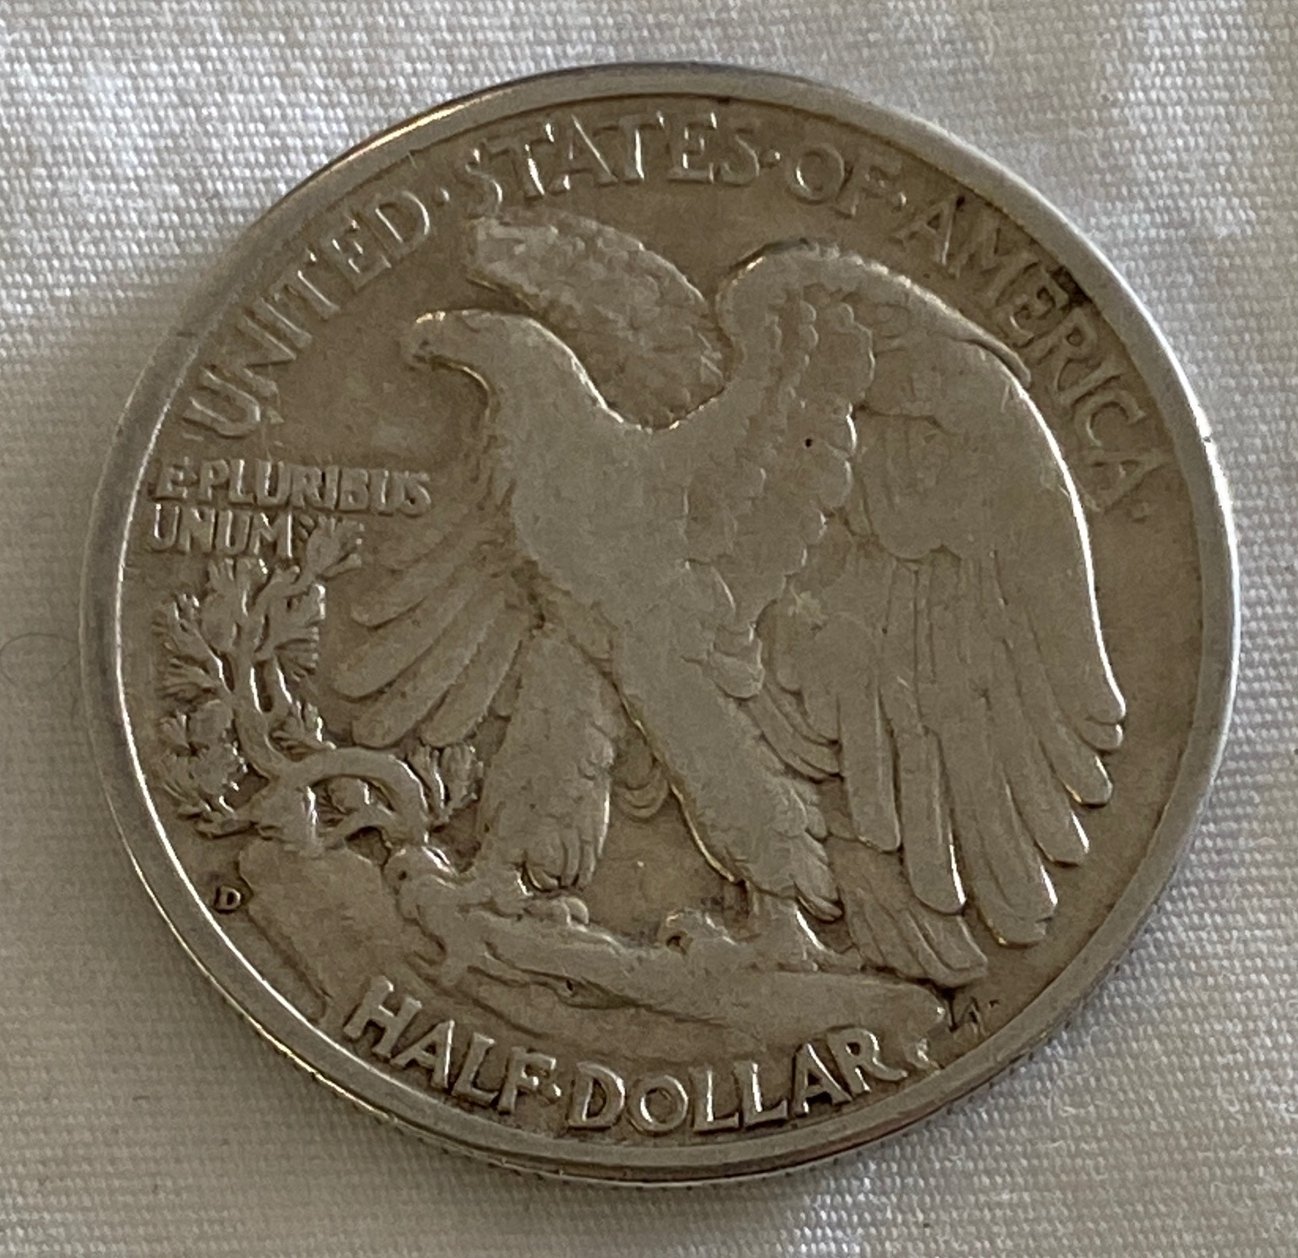 UNITED·STATES·OF·AMERICA·
E·PLURIBUS
UNUM
D
HALF·DOLLAR